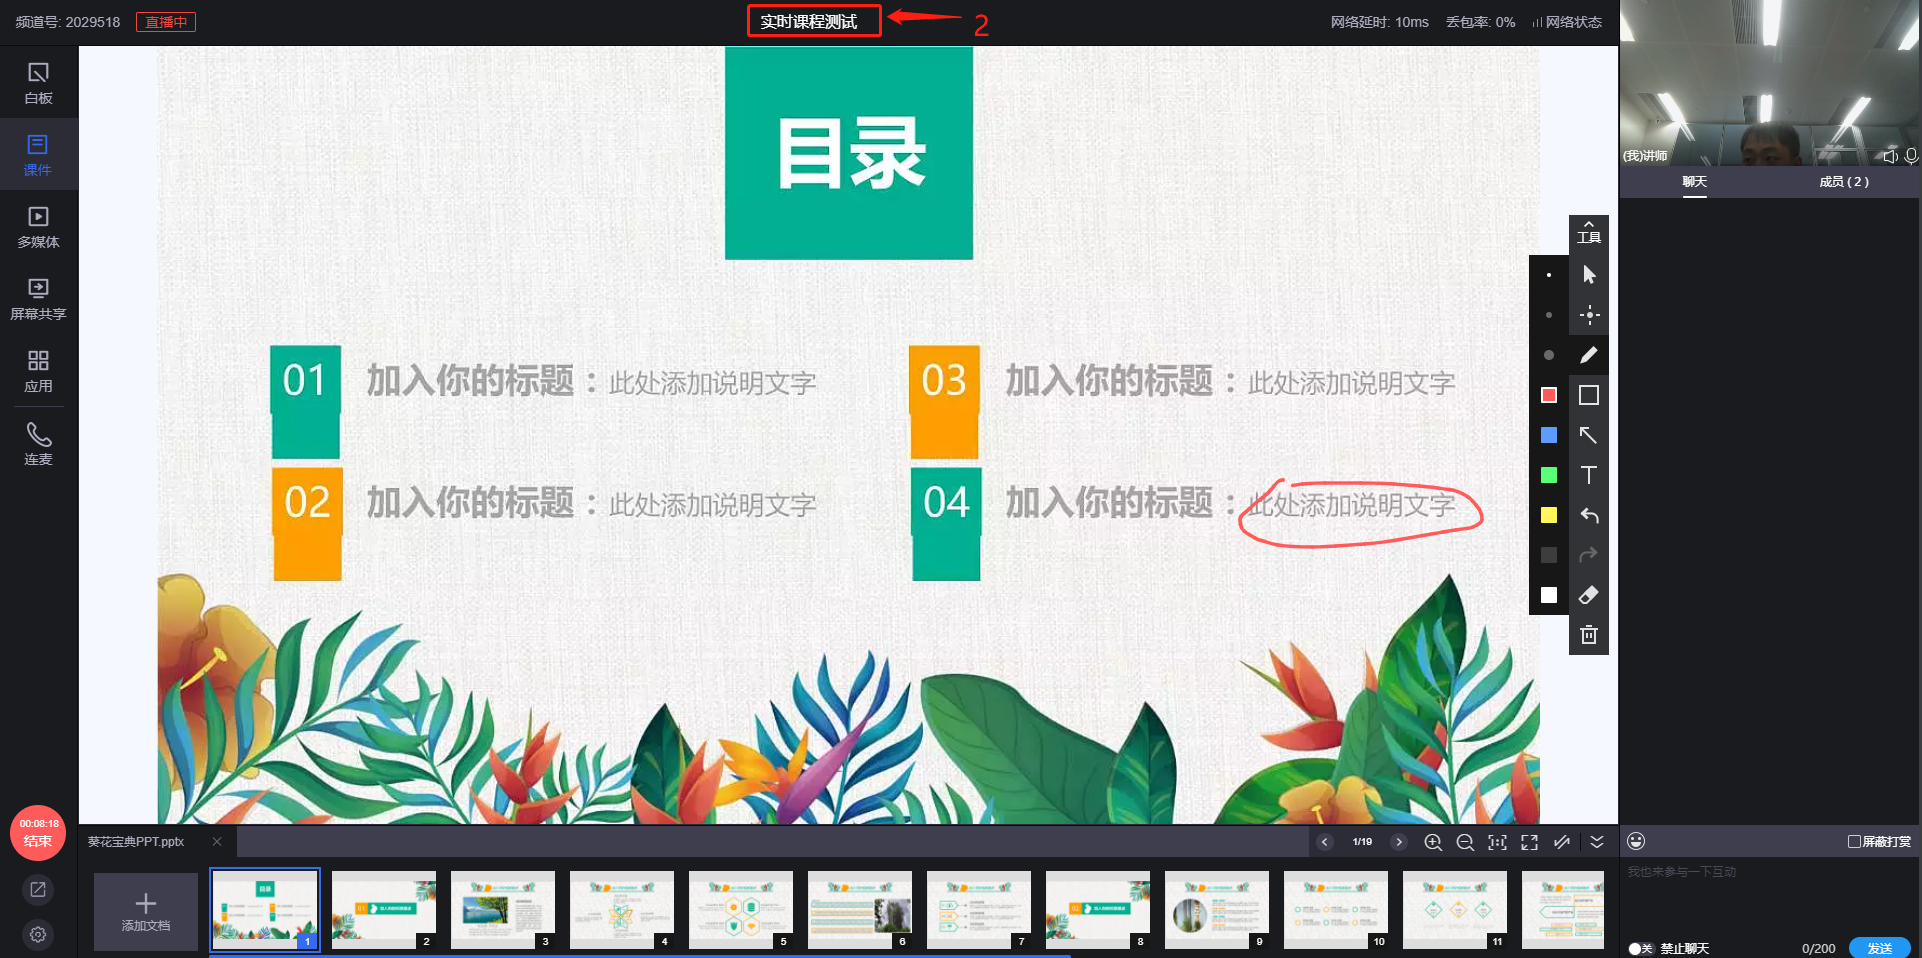 频道号: 2029518 直播中 实时课程测试 2 网络延时: 10ms 丢包率: 0% 网络状态
白板
课件
多媒体
屏幕共享
应用
连麦
00:08:18
结束
目录
01 加入你的标题：此处添加说明文字
03 加入你的标题：此处添加说明文字
02 加入你的标题：此处添加说明文字
04 加入你的标题：此处添加说明文字
工具
T
(我)讲师
聊天 成员 ( 2 )
葵花宝典PPT.pptx
1/19
添加文档
目录
1
2
3
4
5
6
7
8
9
10
11
屏蔽打赏
我也来参与一下互动
关 禁止聊天 0/200 发送